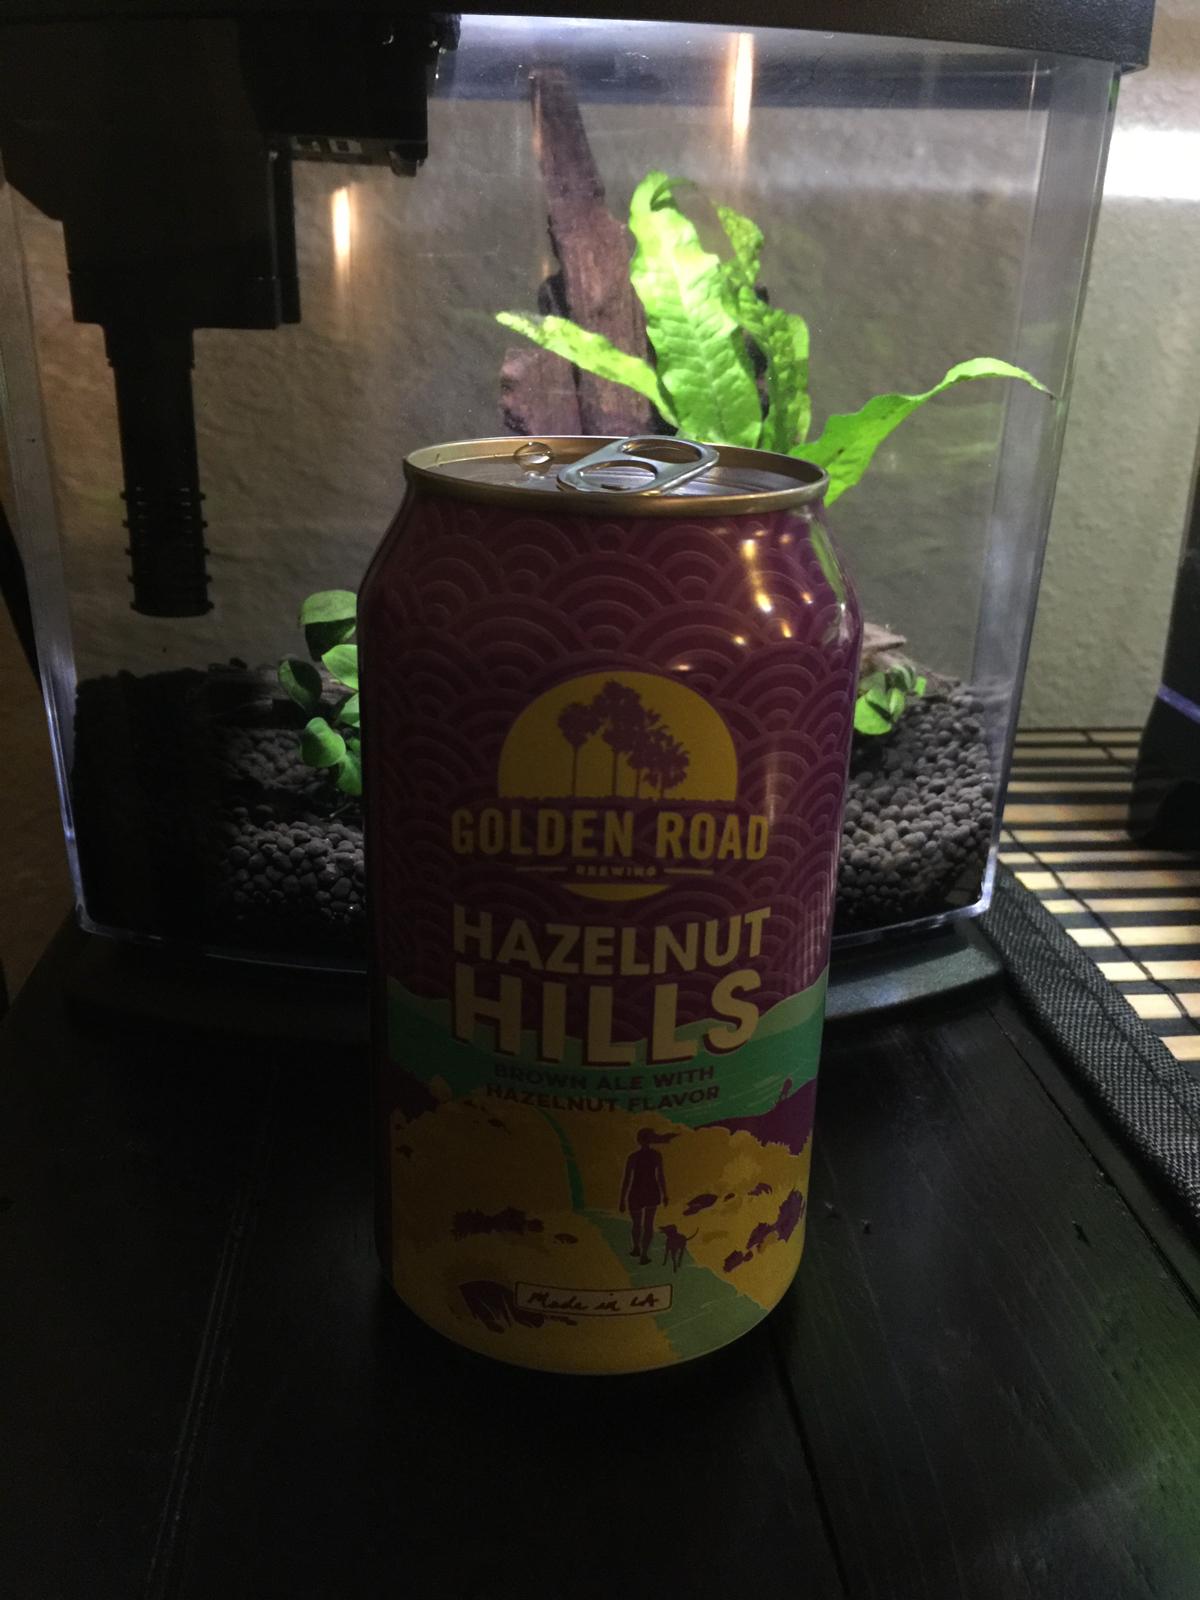 GOLDEN ROAD
BREWING
HAZELNUT
HILLS
BROWN ALE WITH
HAZELNUT FLAVOR
Made in LA